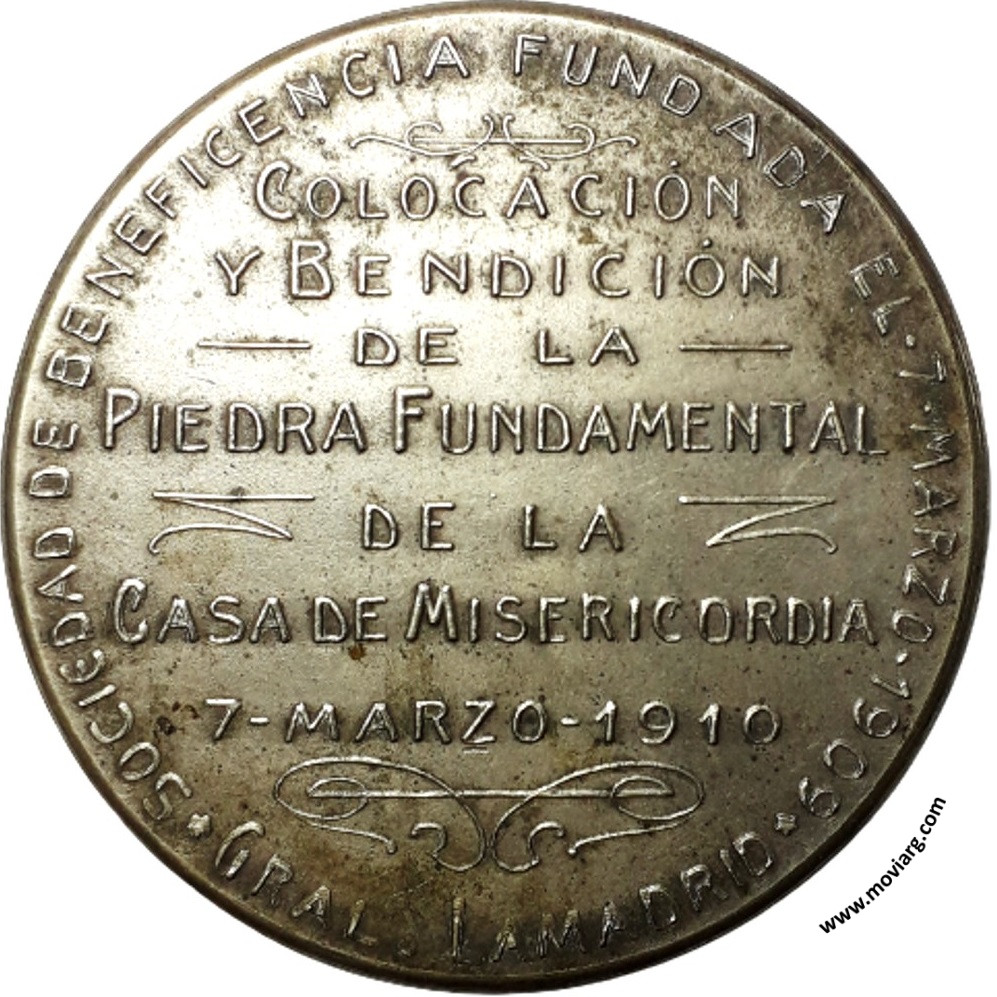 SOCIEDAD DE BENEFICENCIA FUNDADA EL · 7 · MARZO · 1909
COLOCACIÓN
Y BENDICIÓN
— DE LA —
PIEDRA FUNDAMENTAL
DE LA
CASA DE MISERICORDIA
7-MARZO-1910
* GRAL. LAMADRID *
www.moviarg.com